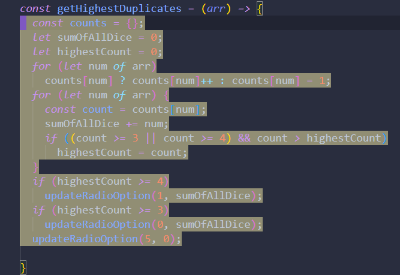 const getHighestDuplicates = (arr) => {
const counts = {};
let sumOfAllDice = 0;
let highestCount = 0;
for (let num of arr)
counts[num] ? counts[num]++ : counts[num] = 1;
for (let num of arr) {
const count = counts[num];
sumOfAllDice += num;
if ((count >= 3 || count >= 4) && count > highestCount)
highestCount = count;
}
if (highestCount >= 4)
updateRadioOption(1, sumOfAllDice);
if (highestCount >= 3)
updateRadioOption(0, sumOfAllDice);
updateRadioOption(5, 0);
}